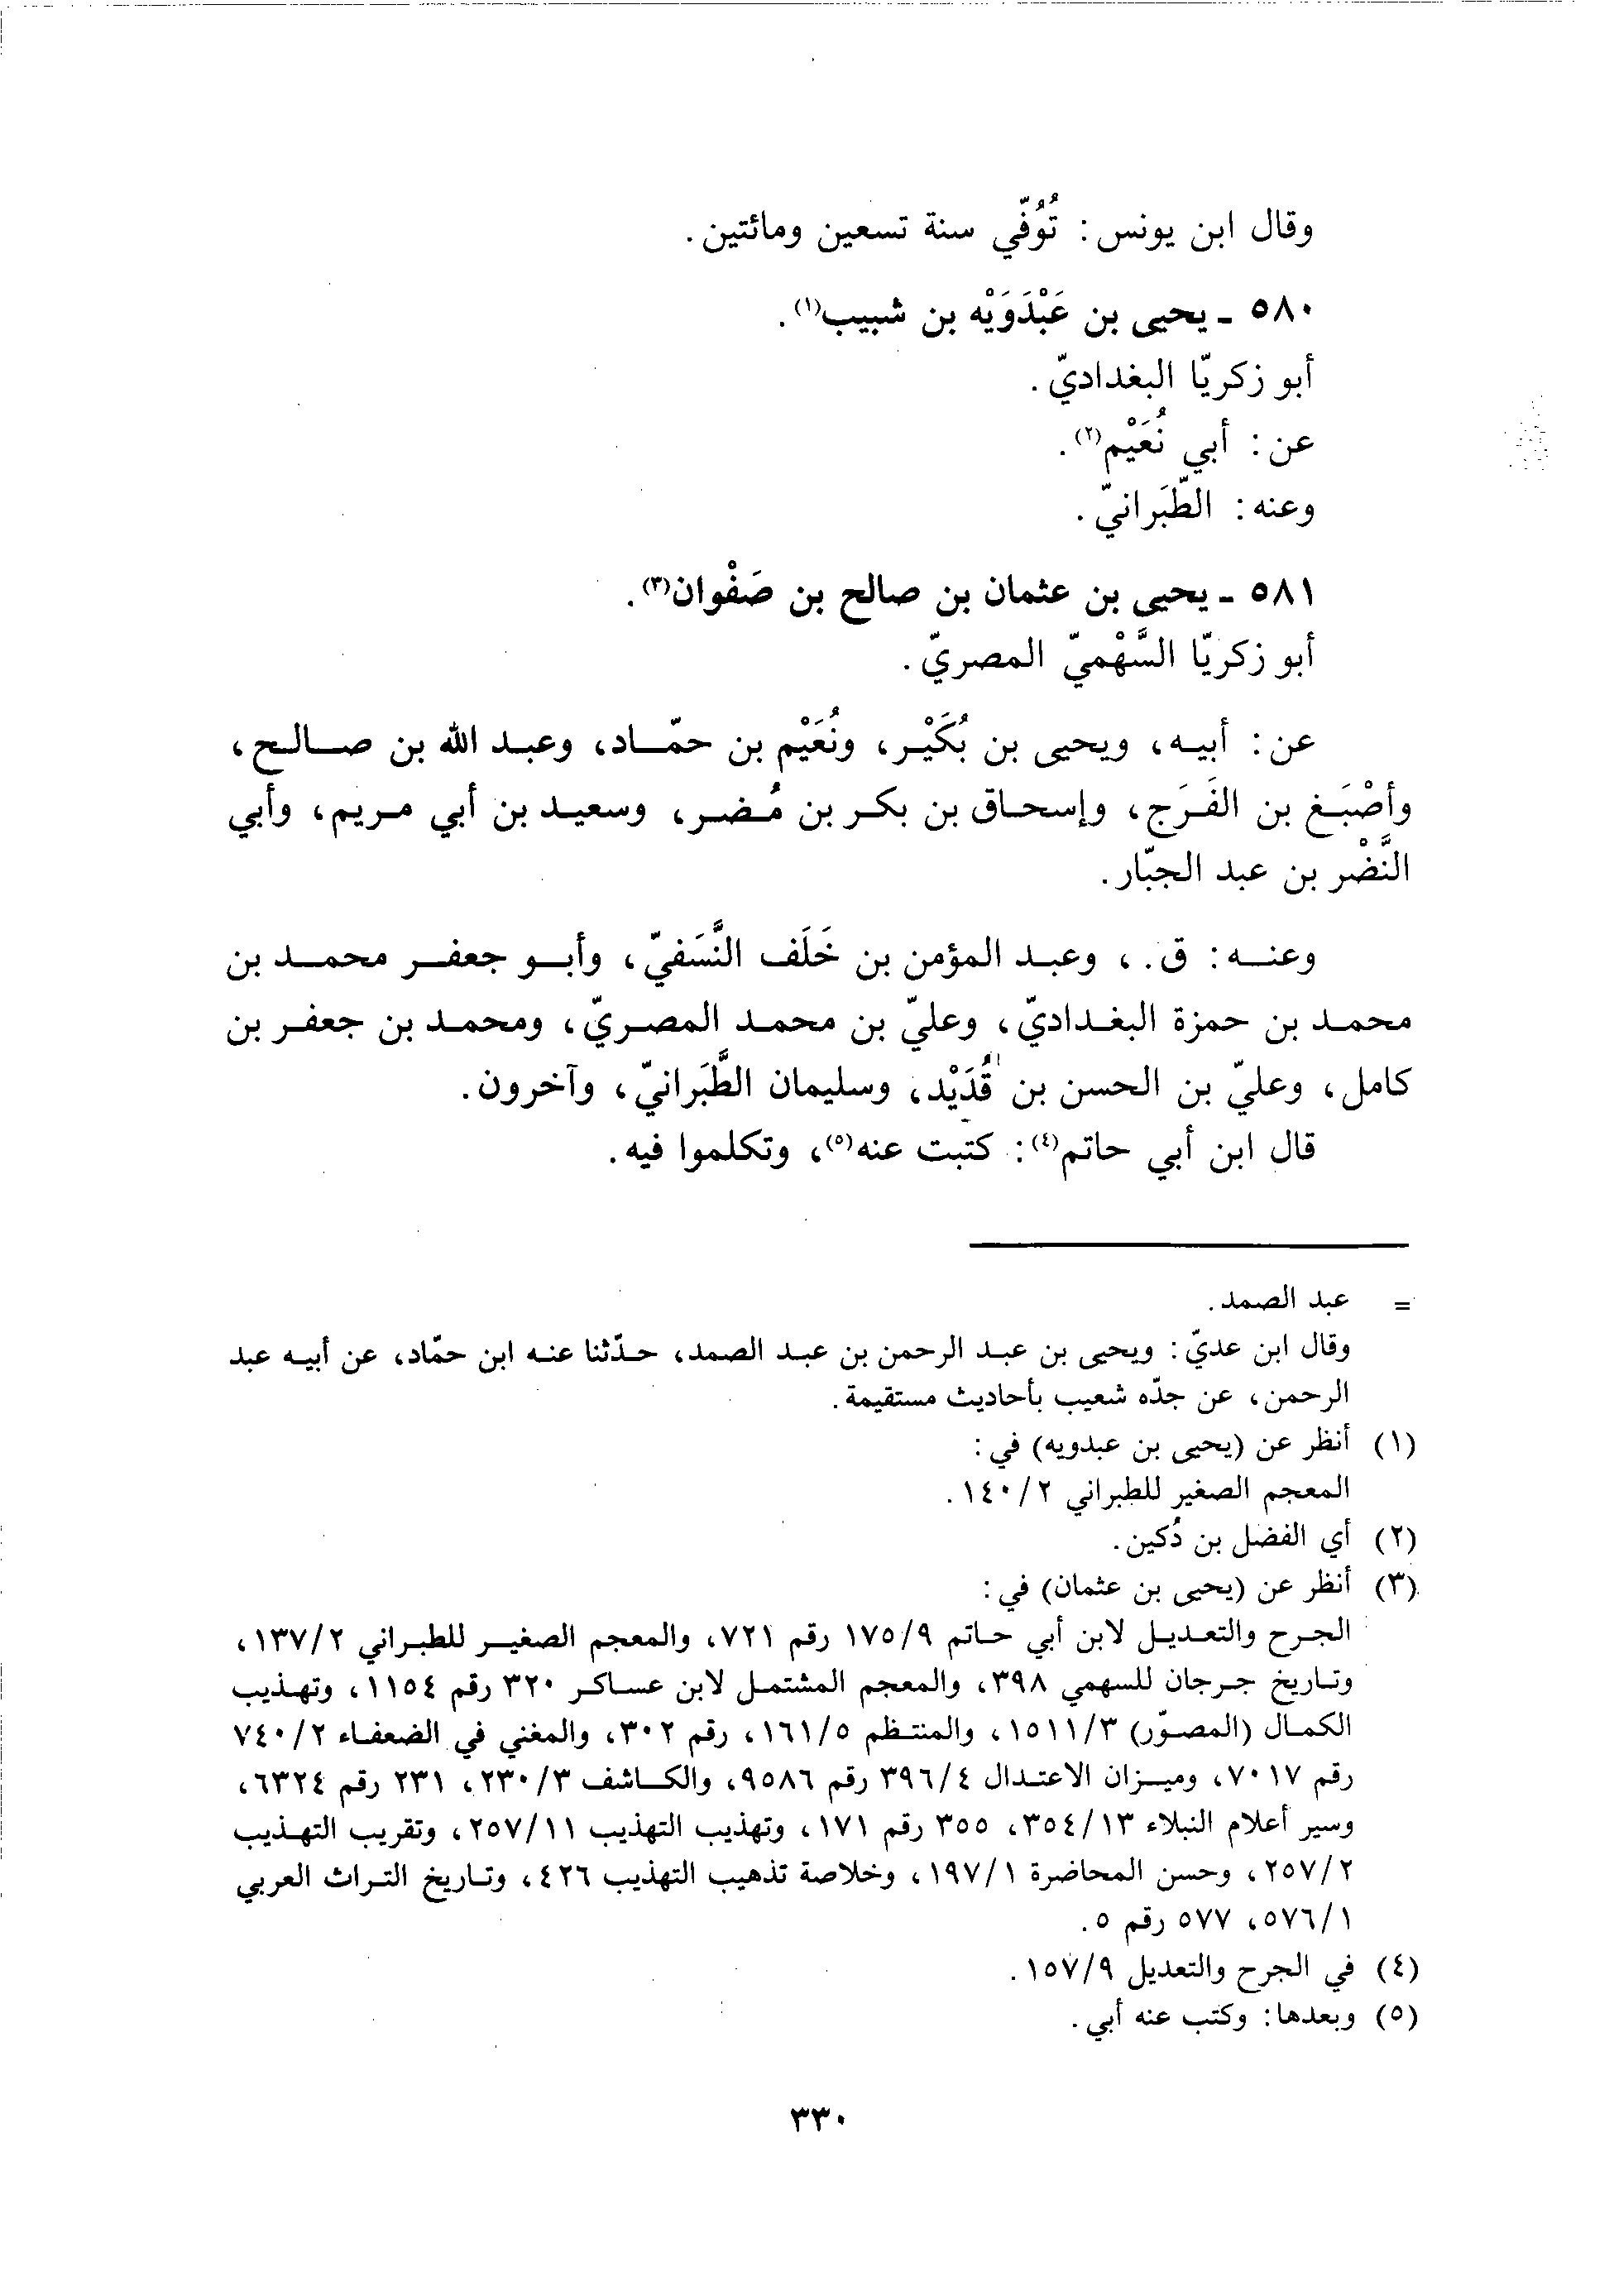 وقال ابن يونس: تُوُفّي سنة تسعين ومائتين.
٥٨٠ ـ يحيى بن عَبْدَوَيْه بن شبيب(١).
أبو زكريّا البغداديّ.
عن: أبي نُعَيْم(٢).
وعنه: الطَّبَرانيّ.
٥٨١ ـ يحيى بن عثمان بن صالح بن صَفْوان(٣).
أبو زكريّا السَّهْميّ المصريّ.
عن: أبيه، ويحيى بن بُكَيْر، ونُعَيْم بن حمّاد، وعبد الله بن صالح،
وأصْبَغ بن الفَرَج، وإسحاق بن بكر بن مُضر، وسعيد بن أبي مريم، وأبي
النَّضْر بن عبد الجبّار.
وعنه: ق.، وعبد المؤمن بن خَلَف النَّسَفيّ، وأبو جعفر محمد بن
محمد بن حمزة البغداديّ، وعليّ بن محمد المصريّ، ومحمد بن جعفر بن
كامل، وعليّ بن الحسن بن قُدَيْد، وسليمان الطَّبَرانيّ، وآخرون.
قال ابن أبي حاتم(٤): كتبت عنه(٥)، وتكلموا فيه.
= عبد الصمد.
وقال ابن عديّ: ويحيى بن عبد الرحمن بن عبد الصمد، حدّثنا عنه ابن حمّاد، عن أبيه عبد
الرحمن، عن جدّه شعيب بأحاديث مستقيمة.
(١) أنظر عن (يحيى بن عبدويه) في:
المعجم الصغير للطبراني ٢/١٤٠.
(٢) أي الفضل بن دُكين.
(٣) أنظر عن (يحيى بن عثمان) في:
الجرح والتعديل لابن أبي حاتم ٩/١٧٥ رقم ٧٢١، والمعجم الصغير للطبراني ٢/١٣٧،
وتاريخ جرجان للسهمي ٣٩٨، والمعجم المشتمل لابن عساكر ٣٢٠ رقم ١١٥٤، وتهذيب
الكمال (المصوّر) ٣/١٥١١، والمنتظم ٥/١٦١، رقم ٣٠٢، والمغني في الضعفاء ٢/٧٤٠
رقم ٧٠١٧، وميزان الاعتدال ٤/٣٩٦ رقم ٩٥٨٦، والكاشف ٣/٢٣٠، ٢٣١ رقم ٦٣٢٤،
وسير أعلام النبلاء ١٣/٣٥٤، ٣٥٥ رقم ١٧١، وتهذيب التهذيب ١١/٢٥٧، وتقريب التهذيب
٢/٢٥٧، وحسن المحاضرة ١/١٩٧، وخلاصة تذهيب التهذيب ٤٢٦، وتاريخ التراث العربي
١/٥٧٦، ٥٧٧ رقم ٥.
(٤) في الجرح والتعديل ٩/١٥٧.
(٥) وبعدها: وكتب عنه أبي.
٣٣٠